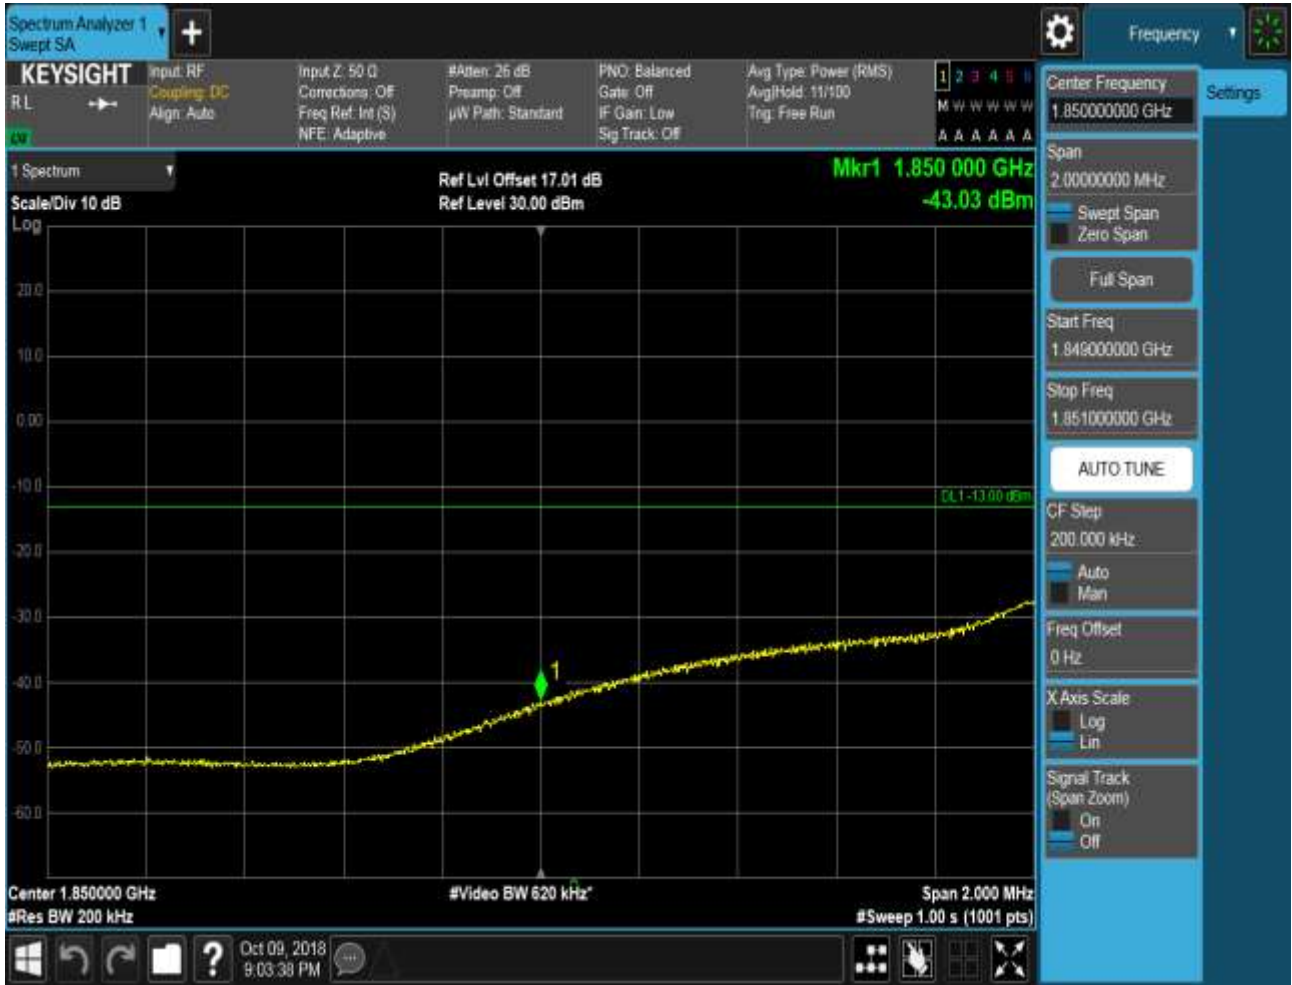 Spectrum Analyzer 1
Swept SA
Frequency
KEYSIGHT
RL
LW
Input: RF
Coupling: DC
Align: Auto
Input Z: 50 Ω
Corrections: Off
Freq Ref: Int (S)
NFE: Adaptive
#Atten: 26 dB
Preamp: Off
µW Path: Standard
PNO: Balanced
Gate: Off
IF Gain: Low
Sig Track: Off
Avg Type: Power (RMS)
Avg|Hold: 11/100
Trig: Free Run
1 2 3 4 5 6
M W W W W W
A A A A A A
1 Spectrum
Scale/Div 10 dB
Log
Ref Lvl Offset 17.01 dB
Ref Level 30.00 dBm
Mkr1 1.850 000 GHz
-43.03 dBm
20.0
10.0
0.00
-10.0
-20.0
-30.0
-40.0
-50.0
-60.0
DL1 -13.00 dBm
1
Center 1.850000 GHz
#Res BW 200 kHz
#Video BW 620 kHz*
Span 2.000 MHz
#Sweep 1.00 s (1001 pts)
Oct 09, 2018
9:03:38 PM
Center Frequency
1.850000000 GHz
Settings
Span
2.00000000 MHz
Swept Span
Zero Span
Full Span
Start Freq
1.849000000 GHz
Stop Freq
1.851000000 GHz
AUTO TUNE
CF Step
200.000 kHz
Auto
Man
Freq Offset
0 Hz
X Axis Scale
Log
Lin
Signal Track
(Span Zoom)
On
Off